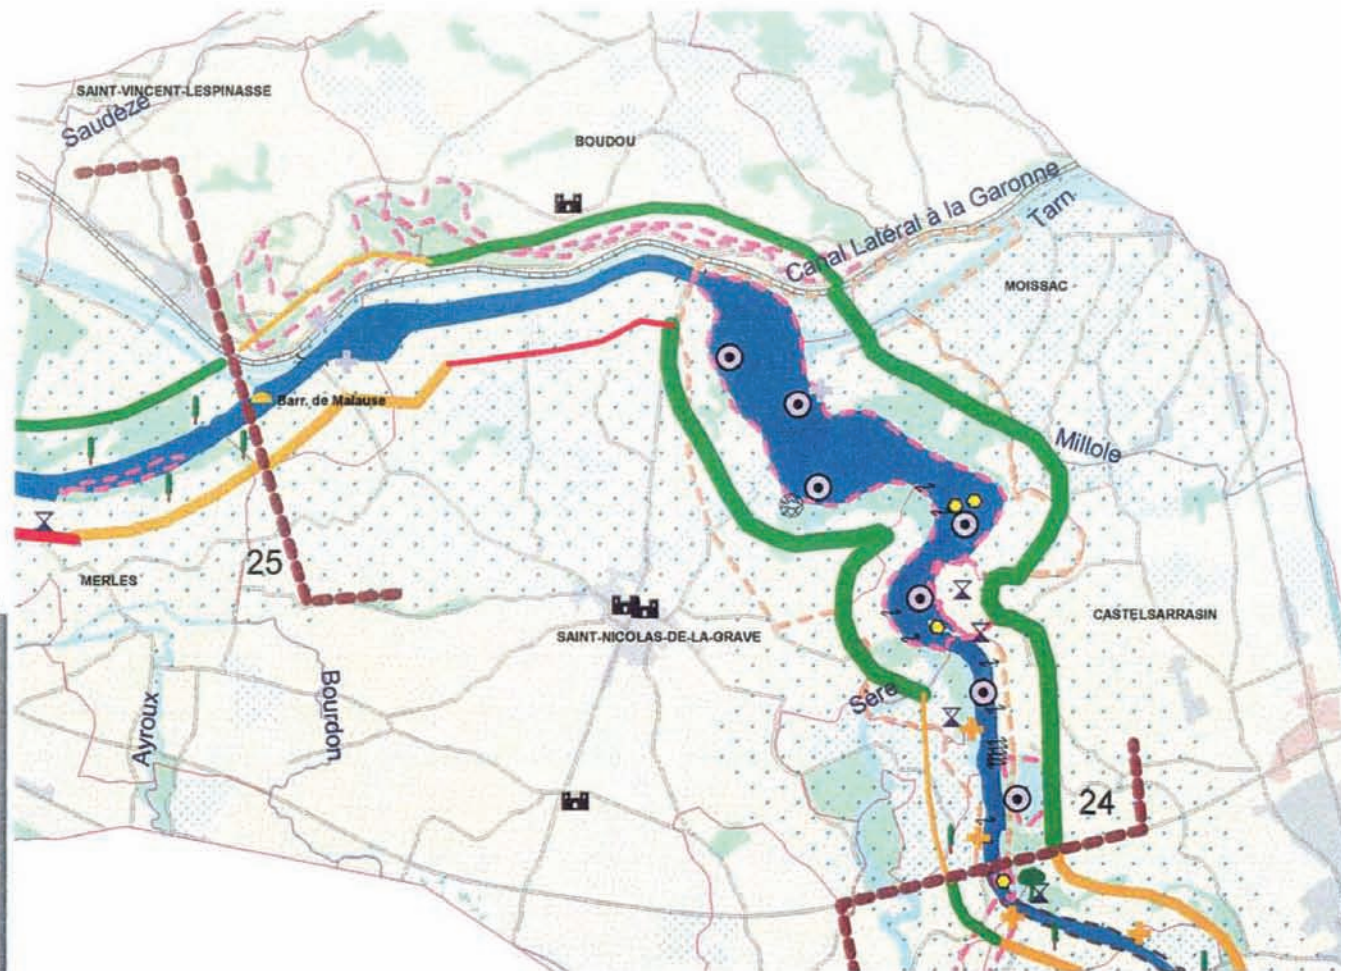 SAINT-VINCENT-LESPINASSE
Saudèze
BOUDOU
Canal Latéral à la Garonne
Tarn
MOISSAC
Barr. de Malause
Millole
25
MERLES
SAINT-NICOLAS-DE-LA-GRAVE
CASTELSARRASIN
Sère
Ayroux
Bourdon
24